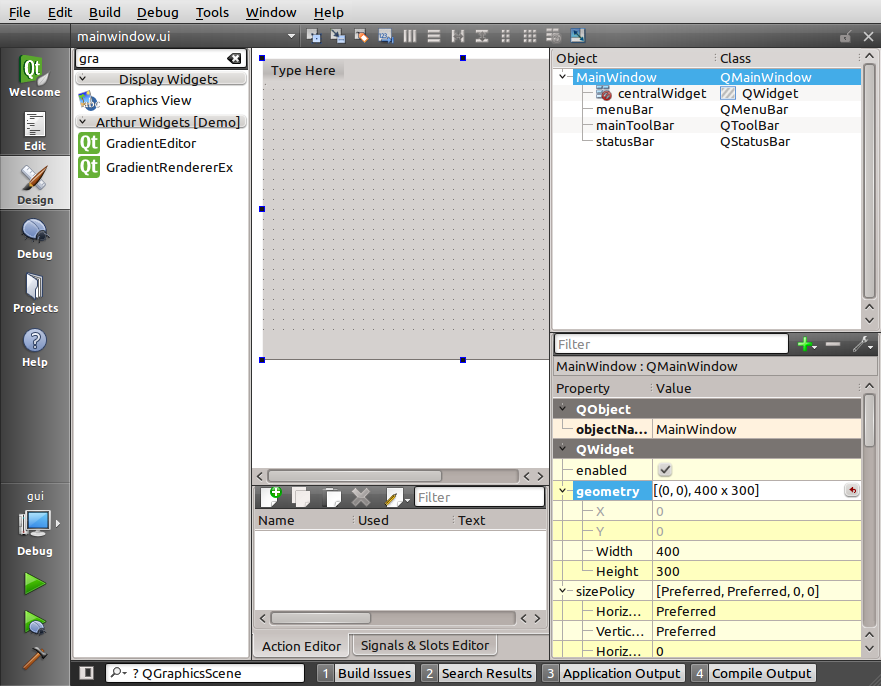 File Edit Build Debug Tools Window Help
mainwindow.ui
Welcome
Edit
Design
Debug
Projects
Help
gui
Debug
gra
Display Widgets
Graphics View
Arthur Widgets [Demo]
GradientEditor
GradientRendererEx
Type Here
Filter
Name Used Text
Action Editor Signals & Slots Editor
Object Class
MainWindow QMainWindow
centralWidget QWidget
menuBar QMenuBar
mainToolBar QToolBar
statusBar QStatusBar
Filter
MainWindow : QMainWindow
Property Value
QObject
objectNa... MainWindow
QWidget
enabled
geometry [(0, 0), 400 x 300]
X 0
Y 0
Width 400
Height 300
sizePolicy [Preferred, Preferred, 0, 0]
Horiz... Preferred
Vertic... Preferred
Horiz... 0
? QGraphicsScene 1 Build Issues 2 Search Results 3 Application Output 4 Compile Output